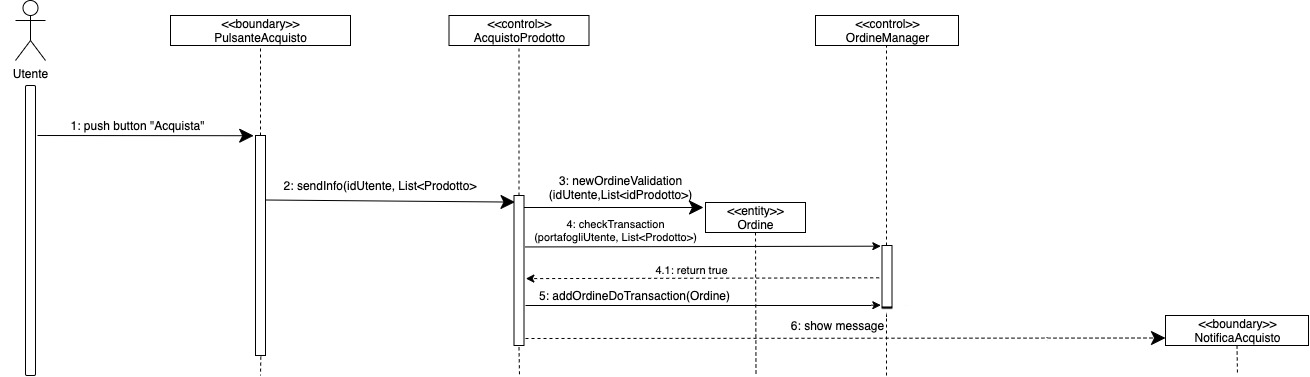 <<boundary>>
PulsanteAcquisto
<<control>>
AcquistoProdotto
<<control>>
OrdineManager
Utente
1: push button "Acquista"
2: sendInfo(idUtente, List<Prodotto>
3: newOrdineValidation
(idUtente,List<idProdotto>)
<<entity>>
Ordine
4: checkTransaction
(portafogliUtente, List<Prodotto>)
4.1: return true
5: addOrdineDoTransaction(Ordine)
6: show message
<<boundary>>
NotificaAcquisto